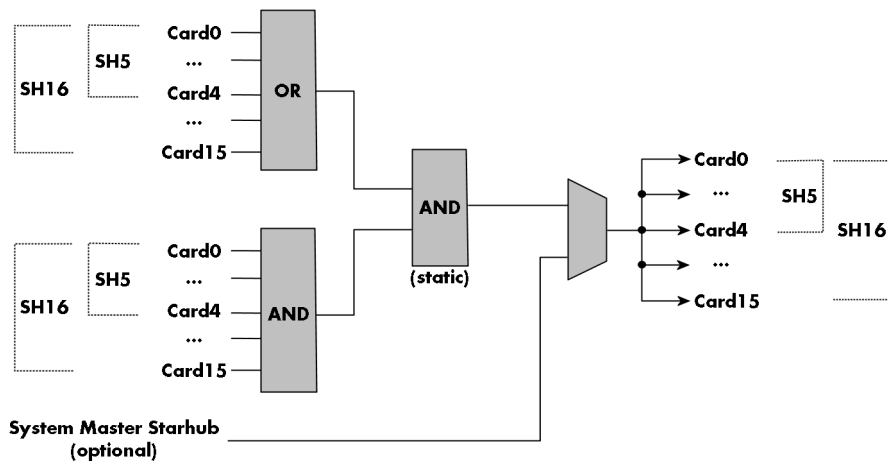 Card0
...
Card4
...
Card15
SH5
SH16
OR
Card0
...
Card4
...
Card15
SH5
SH16
AND
AND
(static)
System Master Starhub
(optional)
Card0
...
Card4
...
Card15
SH5
SH16